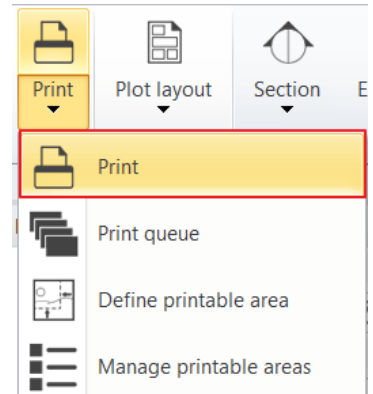 Print
Plot layout
Section
E
Print
Print queue
Define printable area
Manage printable areas